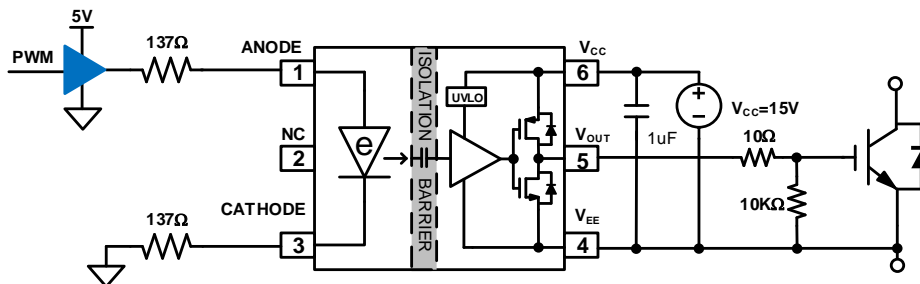 5V
PWM
137Ω
ANODE
1
NC
2
137Ω
CATHODE
3
e
ISOLATION
BARRIER
UVLO
VCC
6
VOUT
5
VEE
4
1uF
VCC=15V
10Ω
10KΩ